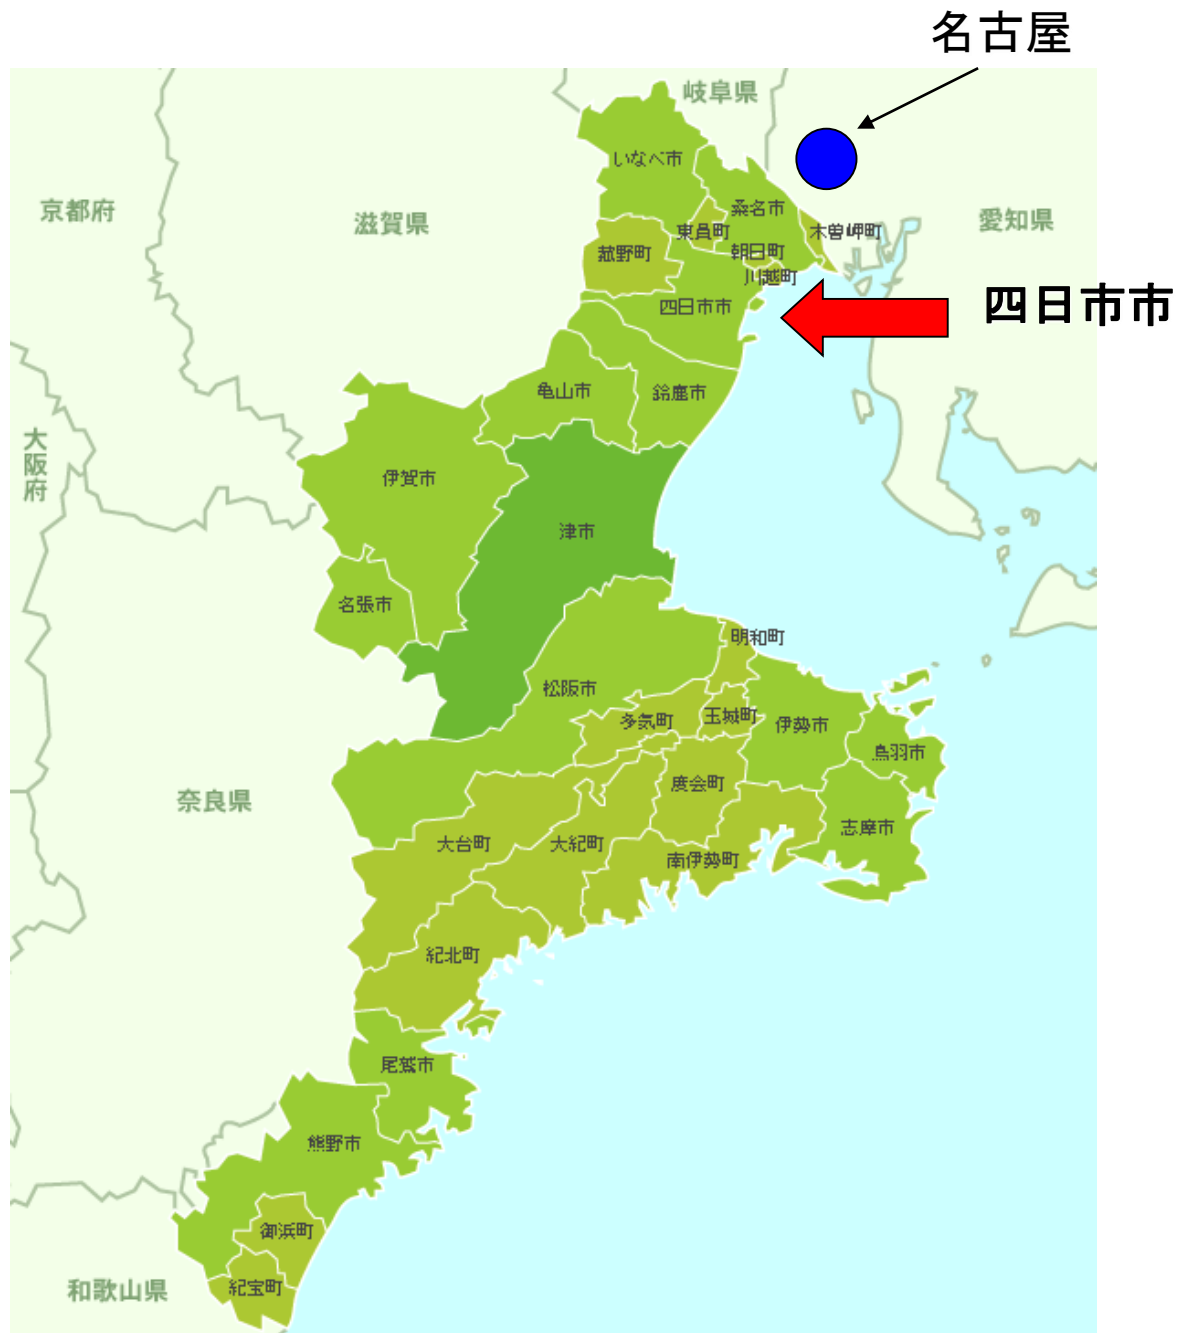 名古屋
岐阜県
いなべ市
京都府
滋賀県
桑名市
愛知県
東員町
木曽岬町
菰野町
朝日町
川越町
四日市市
四日市市
亀山市
鈴鹿市
大阪府
伊賀市
津市
名張市
明和町
松阪市
多気町
玉城町
伊勢市
鳥羽市
度会町
奈良県
志摩市
大台町
大紀町
南伊勢町
紀北町
尾鷲市
熊野市
御浜町
和歌山県
紀宝町